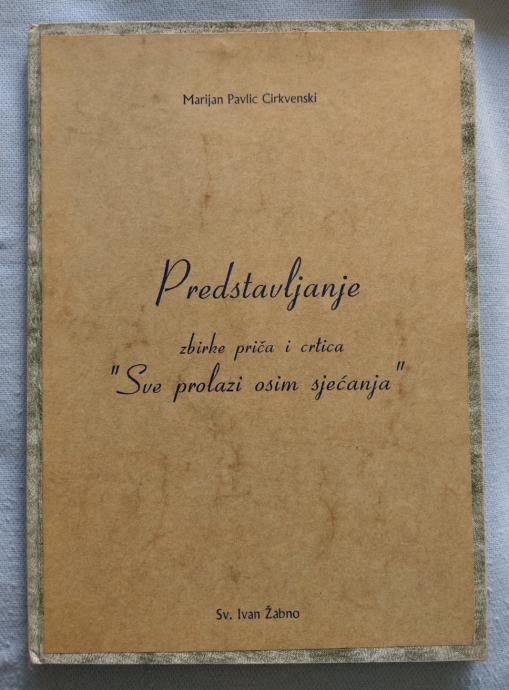 Marijan Pavlic Cirkvenski
Predstavljanje
zbirke priča i crtica
"Sve prolazi osim sjećanja"
Sv. Ivan Žabno